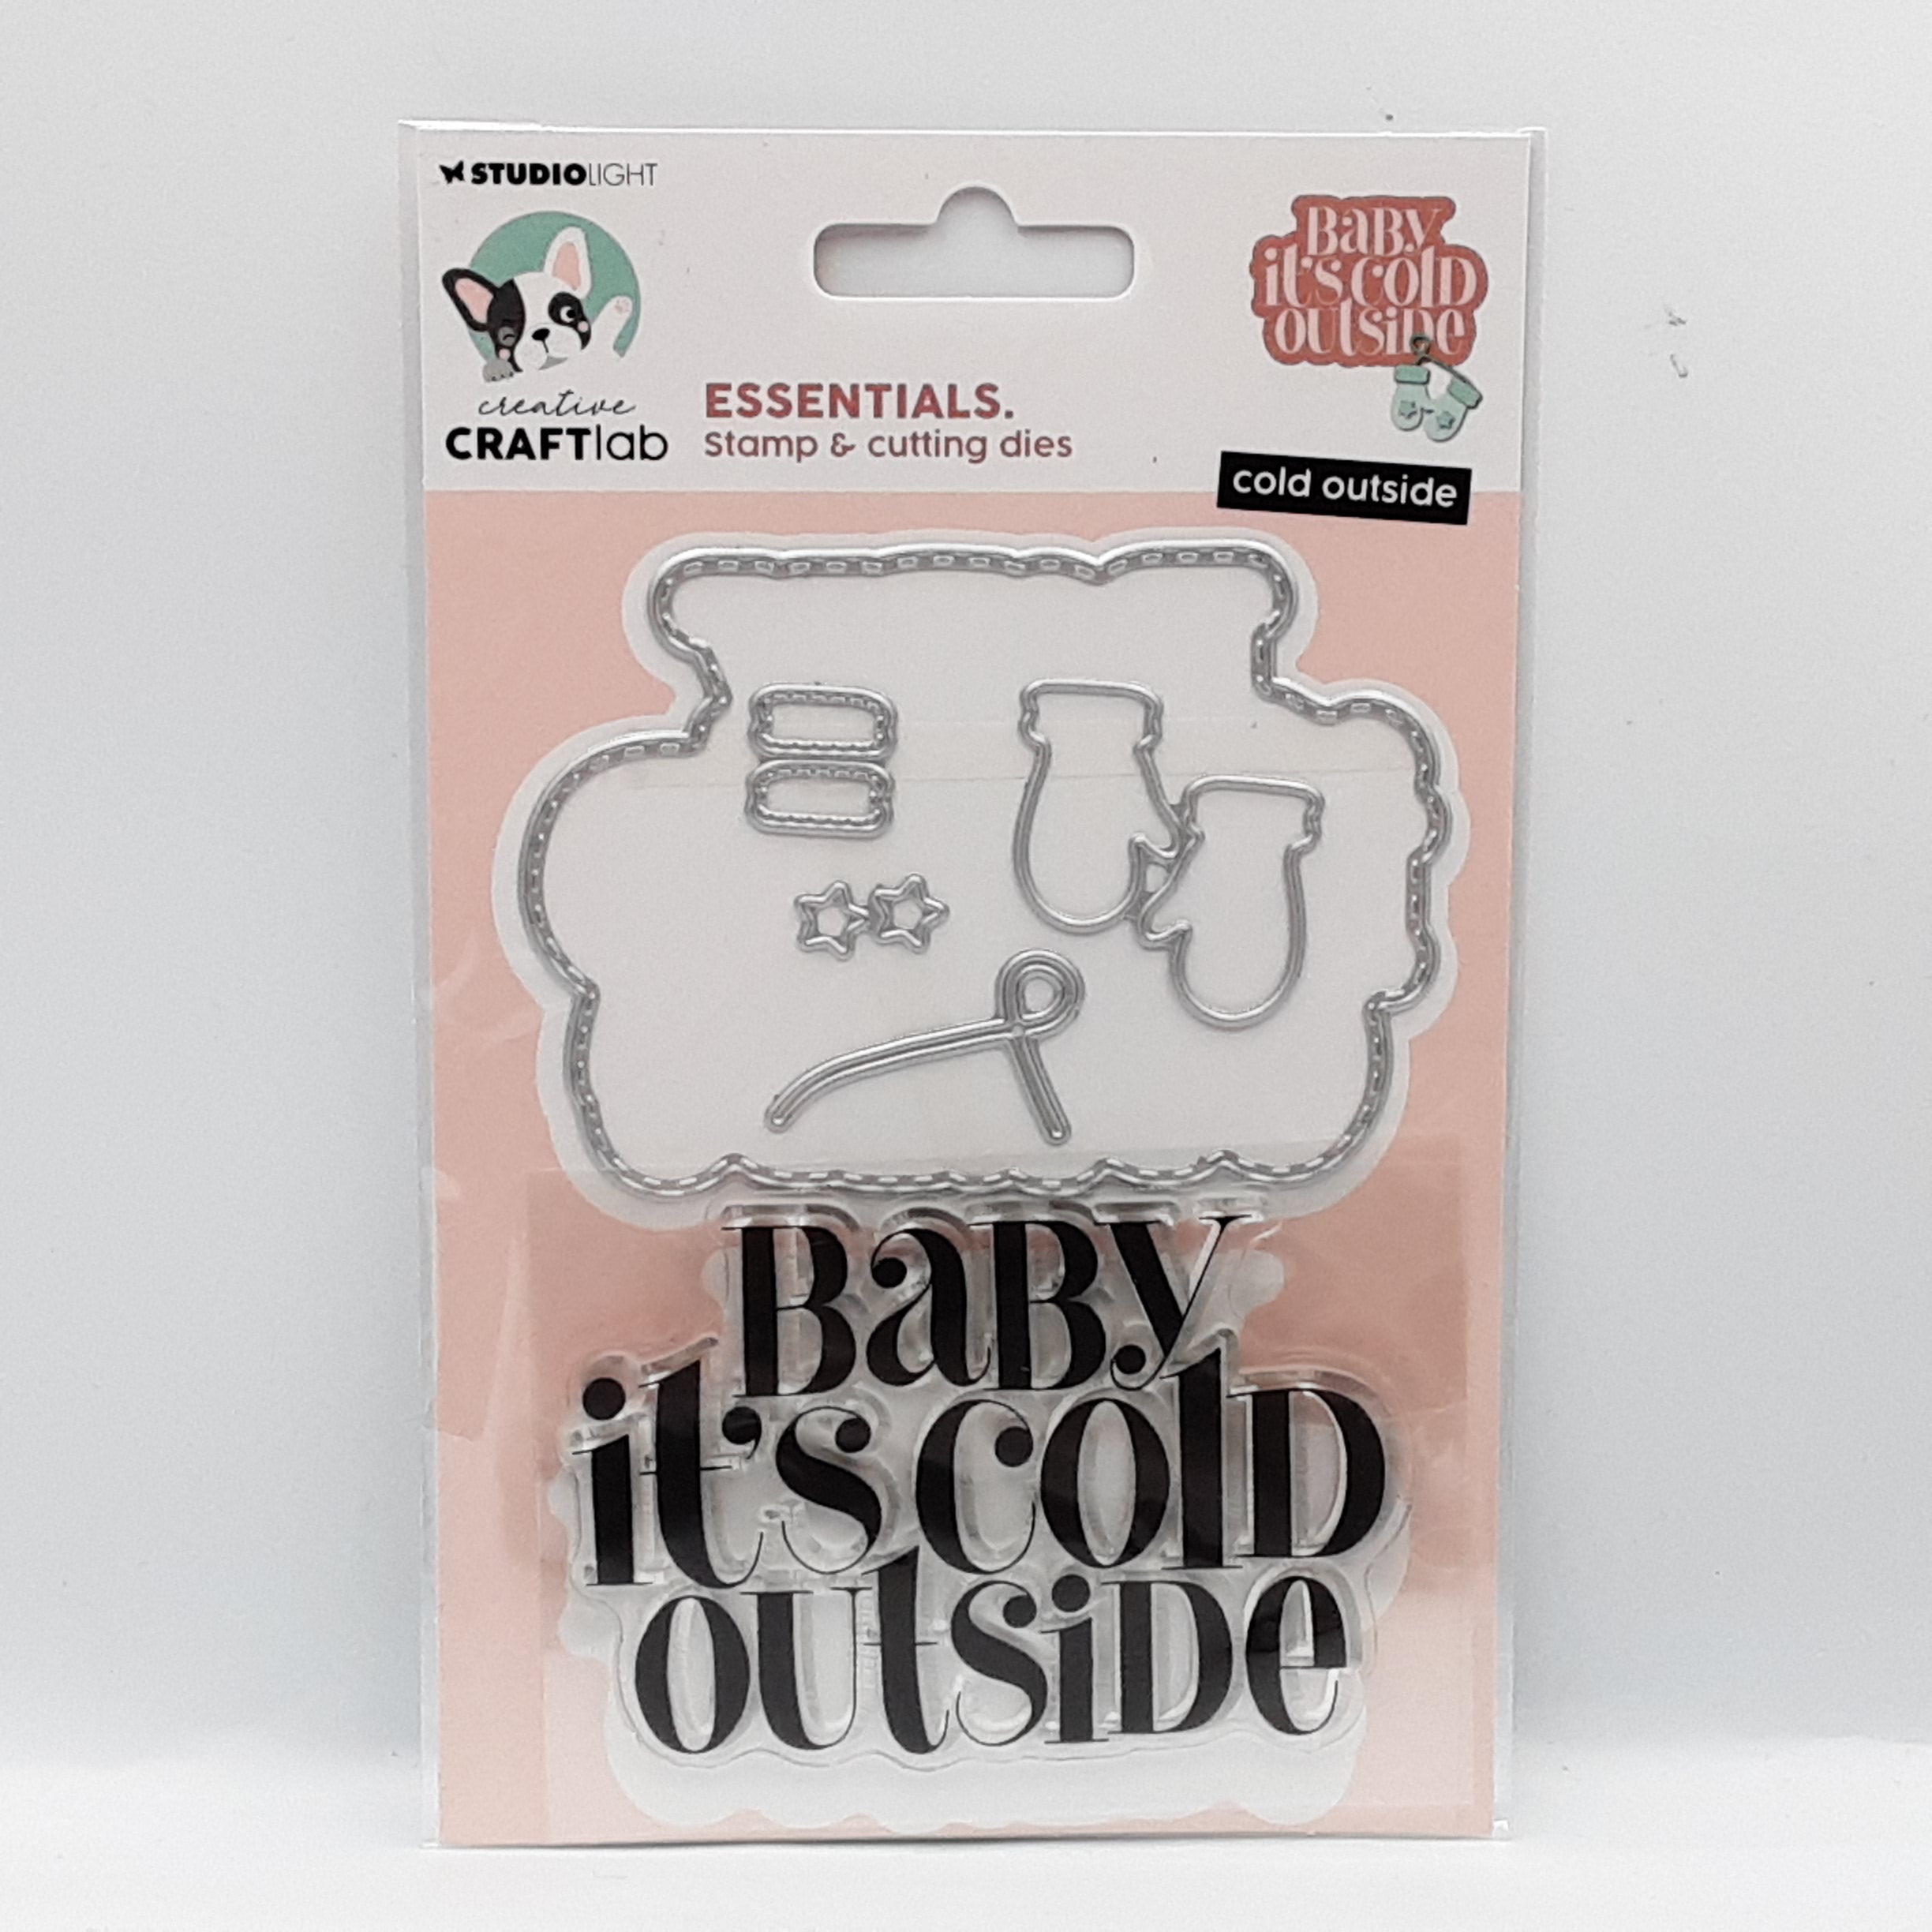 STUDIOLIGHT
creative
CRAFTlab
ESSENTIALS.
Stamp & cutting dies
BaBy
it's colD
outsiDe
cold outside
BaBy
it's colD
outsiDe